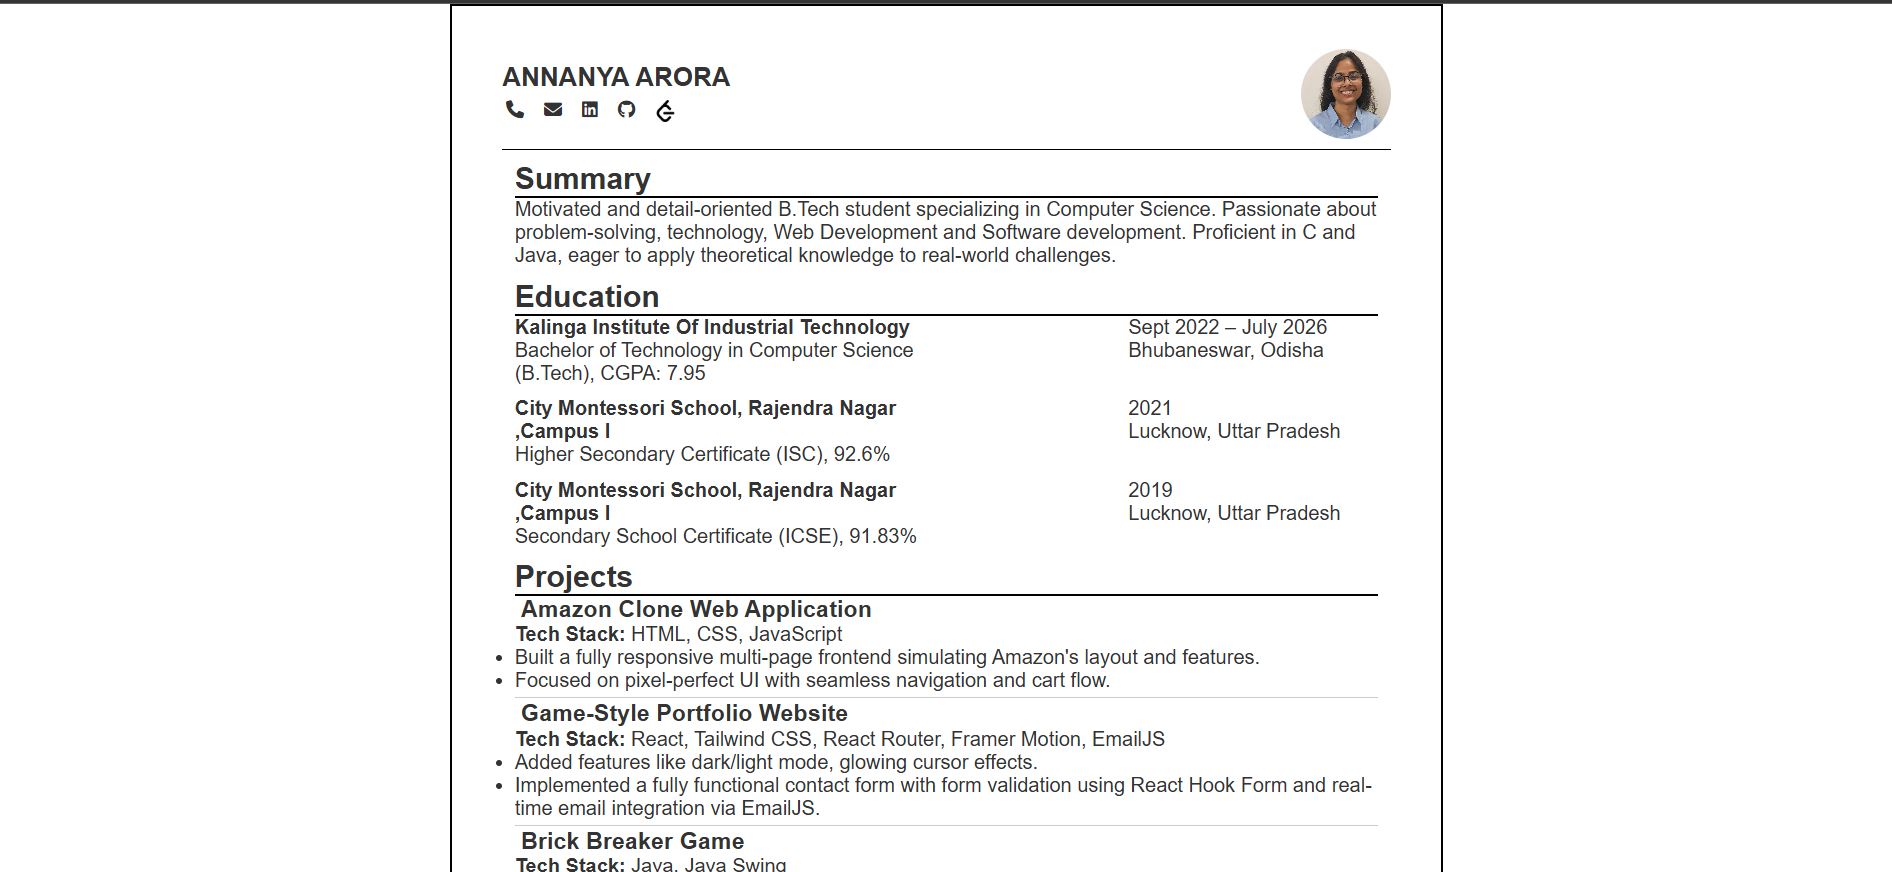 ANNANYA ARORA
Summary
Motivated and detail-oriented B.Tech student specializing in Computer Science. Passionate about
problem-solving, technology, Web Development and Software development. Proficient in C and
Java, eager to apply theoretical knowledge to real-world challenges.
Education
Kalinga Institute Of Industrial Technology
Sept 2022 – July 2026
Bachelor of Technology in Computer Science
Bhubaneswar, Odisha
(B.Tech), CGPA: 7.95
City Montessori School, Rajendra Nagar
2021
,Campus I
Lucknow, Uttar Pradesh
Higher Secondary Certificate (ISC), 92.6%
City Montessori School, Rajendra Nagar
2019
,Campus I
Lucknow, Uttar Pradesh
Secondary School Certificate (ICSE), 91.83%
Projects
Amazon Clone Web Application
Tech Stack: HTML, CSS, JavaScript
• Built a fully responsive multi-page frontend simulating Amazon's layout and features.
• Focused on pixel-perfect UI with seamless navigation and cart flow.
Game-Style Portfolio Website
Tech Stack: React, Tailwind CSS, React Router, Framer Motion, EmailJS
• Added features like dark/light mode, glowing cursor effects.
• Implemented a fully functional contact form with form validation using React Hook Form and real-
time email integration via EmailJS.
Brick Breaker Game
Tech Stack: Java, Java Swing